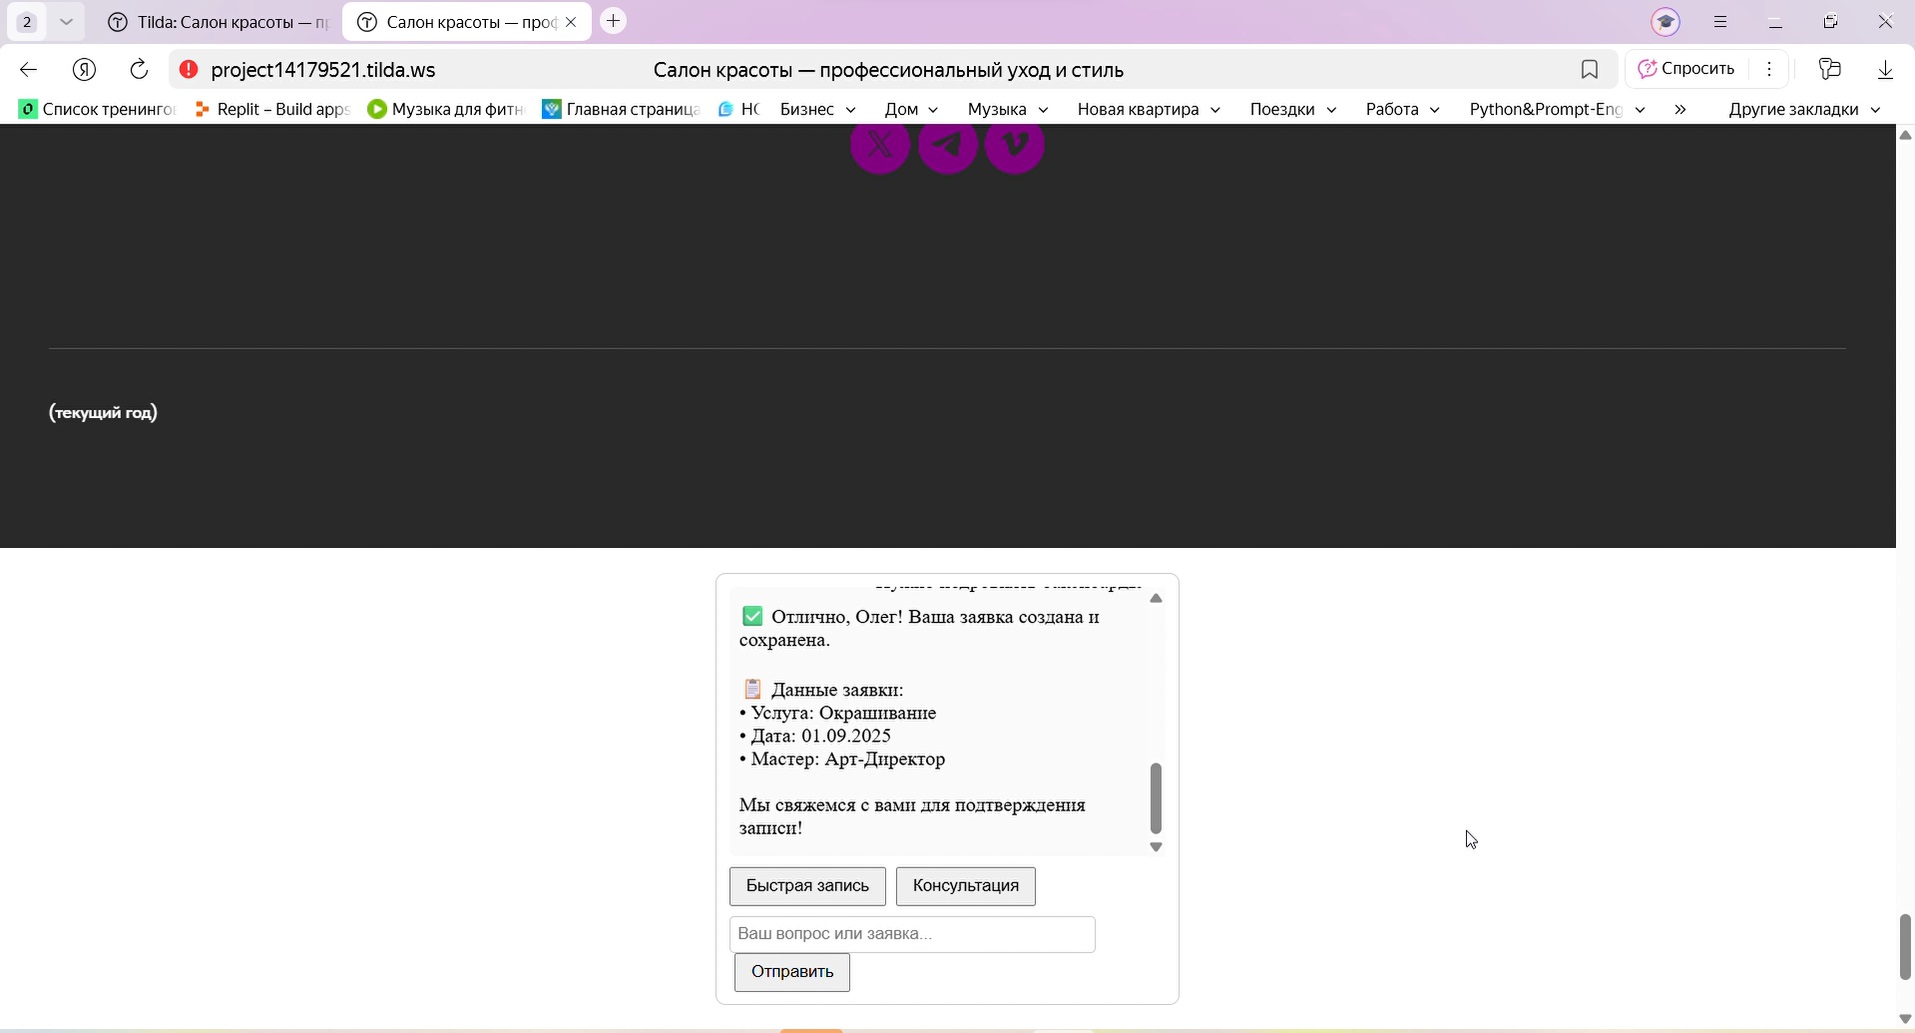 2
Tilda: Салон красоты — пр
Салон красоты — проф
project14179521.tilda.ws
Салон красоты — профессиональный уход и стиль
Спросить
Список тренингов
Replit – Build apps
Музыка для фитн
Главная страница
НС
Бизнес
Дом
Музыка
Новая квартира
Поездки
Работа
Python&Prompt-Eng
»
Другие закладки
(текущий год)
Отлично, Олег! Ваша заявка создана и
сохранена.
Данные заявки:
• Услуга: Окрашивание
• Дата: 01.09.2025
• Мастер: Арт-Директор
Мы свяжемся с вами для подтверждения
записи!
Быстрая запись
Консультация
Ваш вопрос или заявка...
Отправить